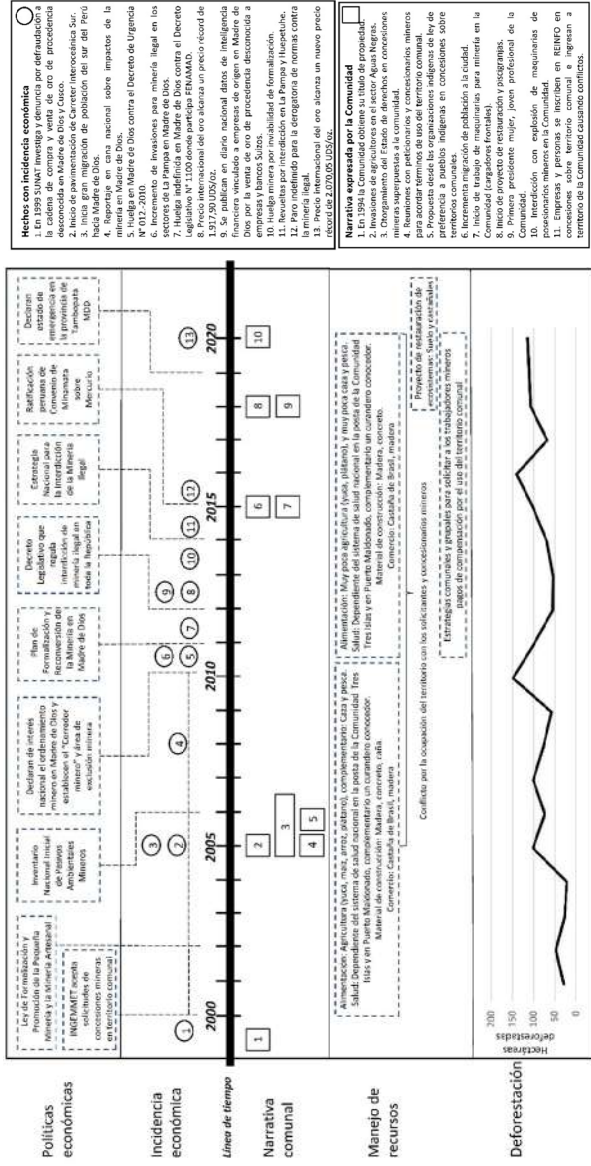 Políticas
económicas
Ley de Formalización y
Promoción de la Pequeña
Minería y la Minería Artesanal
INGEMMET acepta
solicitudes de
concesiones mineras
en territorio comunal
Inventario
Nacional Inicial
de Pasivos
Ambientales
Mineros
Declaran de interés
nacional el ordenamiento
minero en Madre de Dios y
establecen el "Corredor
minero" y área de
exclusión minera
Plan de
Formalización y
Reconversión de
la Minería en
Madre de Dios
Decreto
Legislativo que
regula
interdicción de
minería ilegal en
toda la República
Estrategia
Nacional para
la Interdicción
de la Minería
Ilegal
Ratificación
peruana de
Convenio de
Minamata
sobre
Mercurio
Declaran
estado de
emergencia en
la provincia de
Tambopata
MDD
Incidencia
económica
1
3
2
4
6
5
7
9
8
10
11
12
13
Línea de tiempo
2000
2005
2010
2015
2020
Narrativa
comunal
1
2
3
4
5
6
7
8
9
10
Manejo de
recursos
Alimentación: Agricultura (yuca, maíz, arroz, plátano), complementario: Caza y pesca.
Salud: Dependiente del sistema de salud nacional en la posta de la Comunidad Tres
Islas y en Puerto Maldonado, complementario un curandero conocedor.
Material de construcción: Madera, concreto, caña.
Comercio: Castaña de Brasil, madera
Alimentación: Muy poca agricultura (yuca, plátano), y muy poca caza y pesca.
Salud: Dependiente del sistema de salud nacional en la posta de la Comunidad
Tres Islas y en Puerto Maldonado, complementario un curandero conocedor.
Material de construcción: Madera, concreto.
Comercio: Castaña de Brasil, madera
Conflicto por la ocupación del territorio con los solicitantes y concesionarios mineros
Proyecto de restauración de
ecosistemas: Suelo y castañales
Estrategias comunales y grupales para solicitar a los trabajadores mineros
pagos de compensación por el uso del territorio comunal
Deforestación
Hectáreas
deforestadas
200
150
100
50
0
Hechos con incidencia económica
1. En 1999 SUNAT investiga y denuncia por defraudación a
la cadena de compra y venta de oro de procedencia
desconocida en Madre de Dios y Cusco.
2. Inicio de pavimentación de Carreter Interoceánica Sur.
3. Inicia gran migración de población del sur del Perú
hacia Madre de Dios.
4. Reportaje en cana nacional sobre impactos de la
minería en Madre de Dios.
5. Huelga en Madre de Dios contra el Decreto de Urgencia
N° 012.-2010.
6. Incremento de invasiones para minería ilegal en los
sectores de La Pampa en Madre de Dios.
7. Huelga indefinida en Madre de Dios contra el Decreto
Legislativo N° 1100 donde participa FENAMAD.
8. Precio internacional del oro alcanza un precio récord de
1.917,90 UDS/oz.
9. Se publican en diario nacional datos de Inteligencia
financiera vinculado a empresas de origen en Madre de
Dios por la venta de oro de procedencia desconocida a
empresas y bancos Suizos.
10. Huelga minera por inviabilidad de formalización.
11. Revueltas por interdicción en La Pampa y Huepetuhe.
12. Paro indefinido para la derogatoria de normas contra
la minería ilegal.
13. Precio internacional del oro alcanza un nuevo precio
récord de 2.070,05 UDS/oz.
Narrativa expresada por la Comunidad
1. En 1994 la Comunidad obtiene su título de propiedad.
2. Invasiones de agricultores en el sector Aguas Negras.
3. Otorgamiento del Estado de derechos en concesiones
mineras superpuestas a la comunidad.
4. Reuniones con peticionarios y concesionarios mineros
para acordar términos de uso del territorio comunal.
5. Propuesta desde las organizaciones indígenas de ley de
preferencia a pueblos indígenas en concesiones sobre
territorios comunales.
6. Incrementa migración de población a la ciudad.
7. Inicio de uso de maquinarias para minería en la
Comunidad (cargadores frontales).
8. Inicio de proyecto de restauración y piscigranjas.
9. Primera presidente mujer, joven profesional de la
Comunidad.
10. Interdicción con explosión de maquinarias de
posesionarios mineros en la Comunidad.
11. Empresas y personas se inscriben en REINFO en
concesiones sobre territorio comunal e ingresan a
territorio de la Comunidad causando conflictos.